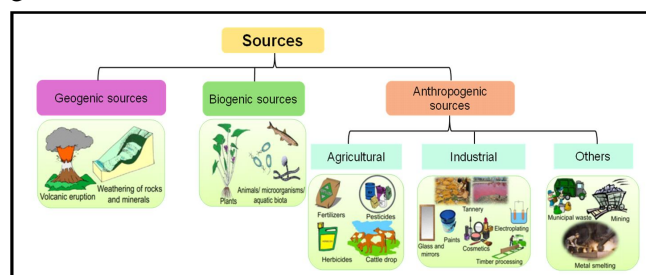 Sources
Geogenic sources
Biogenic sources
Anthropogenic
sources
Volcanic eruption
Weathering of rocks
and minerals
Plants
Animals/ microorganisms/
aquatic biota
Agricultural
Industrial
Others
Fertilizers
Pesticides
Herbicides
Cattle drop
Tannery
Glass and
mirrors
Paints
Cosmetics
Electroplating
Timber processing
Municipal waste
Mining
Metal smelting